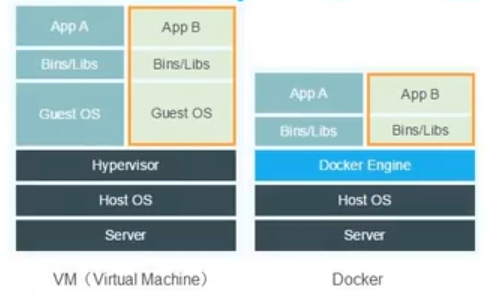 App A
App B
Bins/Libs
Bins/Libs
Guest OS
Guest OS
Hypervisor
Host OS
Server
VM（Virtual Machine）
App A
App B
Bins/Libs
Bins/Libs
Docker Engine
Host OS
Server
Docker